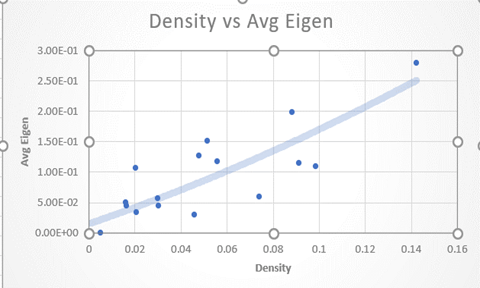 Density vs Avg Eigen
3.00E-01
2.50E-01
2.00E-01
1.50E-01
1.00E-01
5.00E-02
0.00E+00
Avg Eigen
0 0.02 0.04 0.06 0.08 0.1 0.12 0.14 0.16
Density